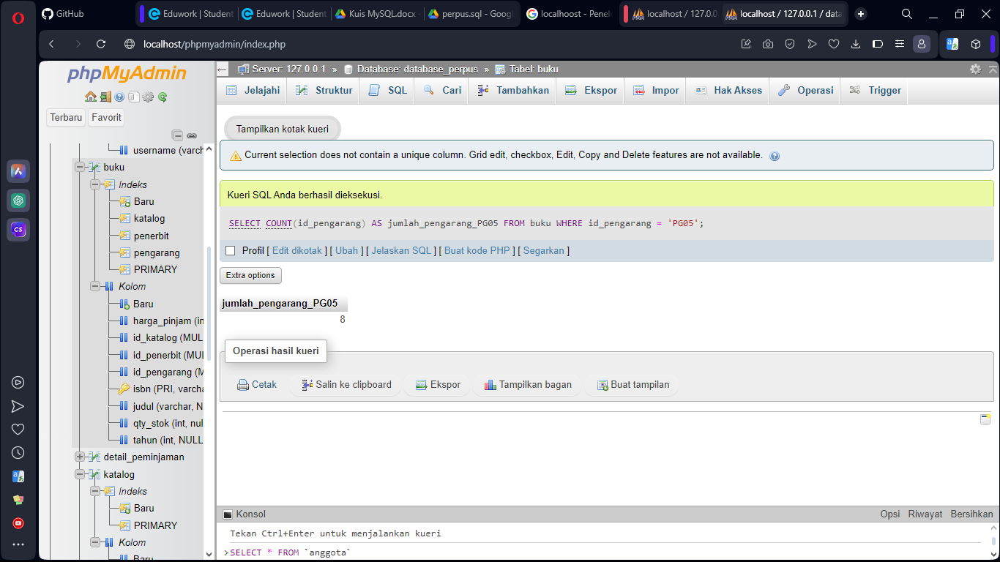 GitHub
Eduwork | Student
Eduwork | Student
Kuis MySQL.docx -
perpus.sql - Googl
localhoost - Penelu
localhost / 127.0.0
localhost / 127.0.0.1 / data
localhost/phpmyadmin/index.php
phpMyAdmin
Terbaru
Favorit
username (varch
buku
Indeks
Baru
katalog
penerbit
pengarang
PRIMARY
Kolom
Baru
harga_pinjam (in
id_katalog (MUL
id_penerbit (MUL
id_pengarang (M
isbn (PRI, varcha
judul (varchar, N
qty_stok (int, nul
tahun (int, NULL
detail_peminjaman
katalog
Indeks
Baru
PRIMARY
Kolom
Baru
Server: 127.0.0.1 » Database: database_perpus » Tabel: buku
Jelajahi
Struktur
SQL
Cari
Tambahkan
Ekspor
Impor
Hak Akses
Operasi
Trigger
Tampilkan kotak kueri
Current selection does not contain a unique column. Grid edit, checkbox, Edit, Copy and Delete features are not available.
Kueri SQL Anda berhasil dieksekusi.
SELECT COUNT(id_pengarang) AS jumlah_pengarang_PG05 FROM buku WHERE id_pengarang = 'PG05';
Profil [ Edit dikotak ] [ Ubah ] [ Jelaskan SQL ] [ Buat kode PHP ] [ Segarkan ]
Extra options
jumlah_pengarang_PG05
8
Operasi hasil kueri
Cetak
Salin ke clipboard
Ekspor
Tampilkan bagan
Buat tampilan
Konsol
Opsi
Riwayat
Bersihkan
Tekan Ctrl+Enter untuk menjalankan kueri
>SELECT * FROM `anggota`